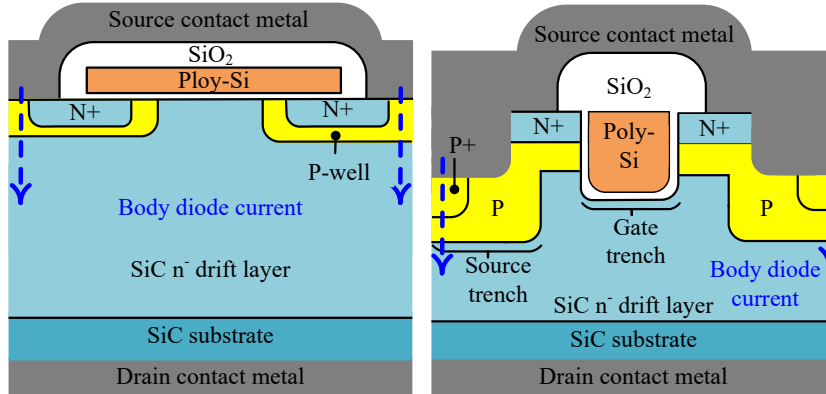 Source contact metal
SiO2
Ploy-Si
N+
N+
P-well
Body diode current
SiC n- drift layer
SiC substrate
Drain contact metal
Source contact metal
SiO2
N+
Poly-
Si
N+
P+
P
P
Gate
trench
Source
trench
Body diode
current
SiC n- drift layer
SiC substrate
Drain contact metal